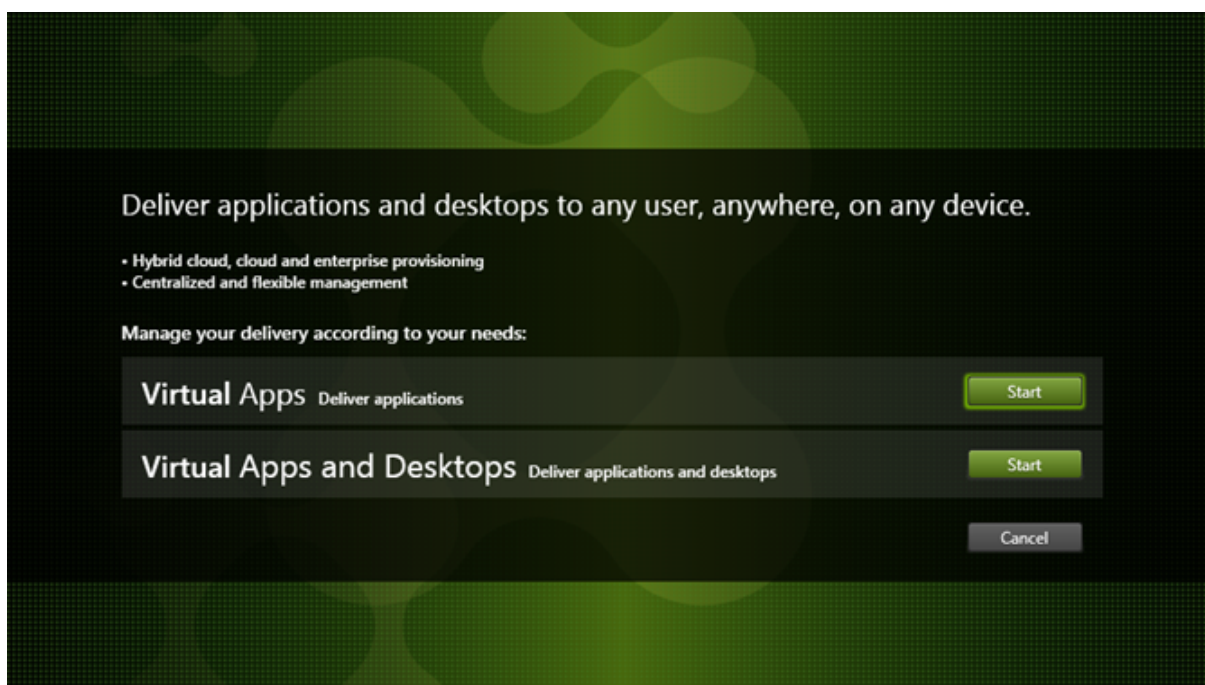 Deliver applications and desktops to any user, anywhere, on any device.
• Hybrid cloud, cloud and enterprise provisioning
• Centralized and flexible management
Manage your delivery according to your needs:
Virtual Apps Deliver applications
Start
Virtual Apps and Desktops Deliver applications and desktops
Start
Cancel